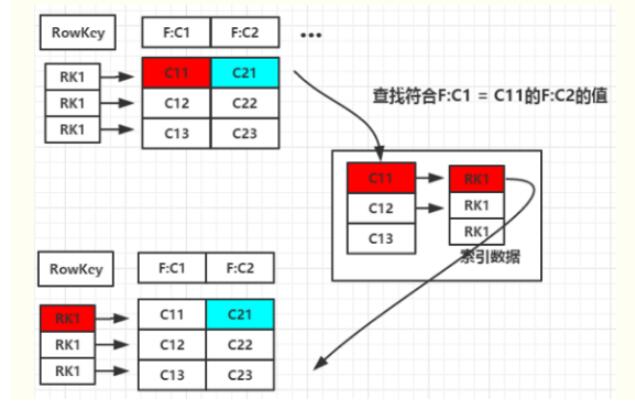 RowKey F:C1 F:C2 •••
RK1 C11 C21
RK1 C12 C22
RK1 C13 C23
查找符合F:C1 = C11的F:C2的值
C11 RK1
C12 RK1
C13 RK1
索引数据
RowKey F:C1 F:C2
RK1 C11 C21
RK1 C12 C22
RK1 C13 C23